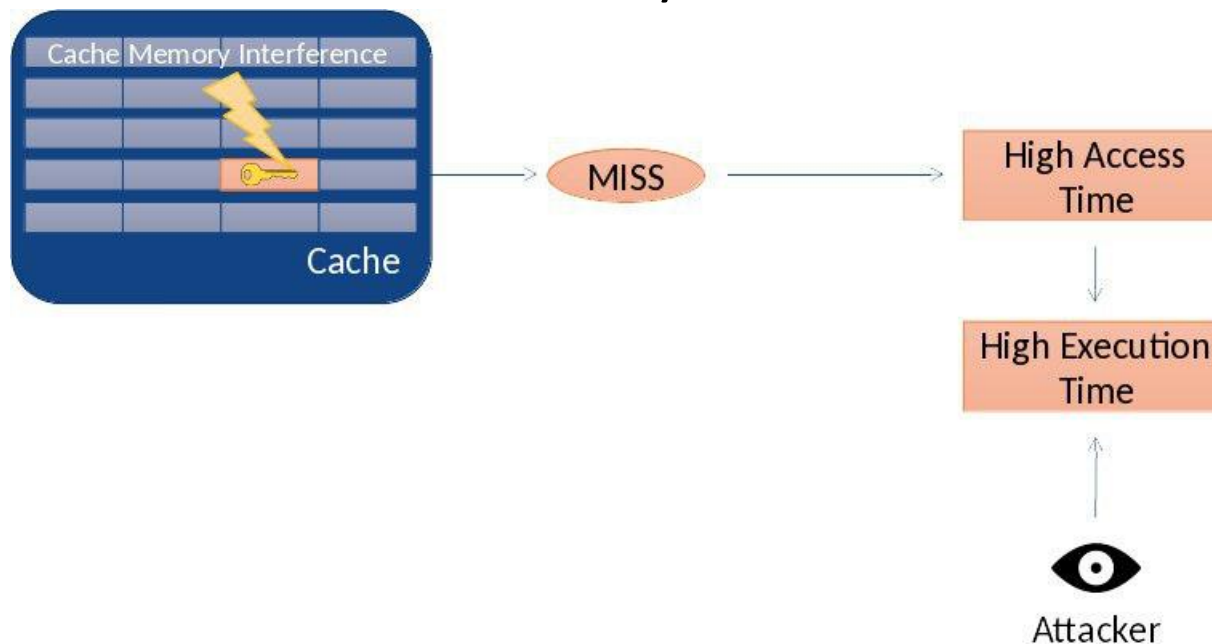 Cache Memory Interference
Cache
MISS
High Access
Time
High Execution
Time
Attacker